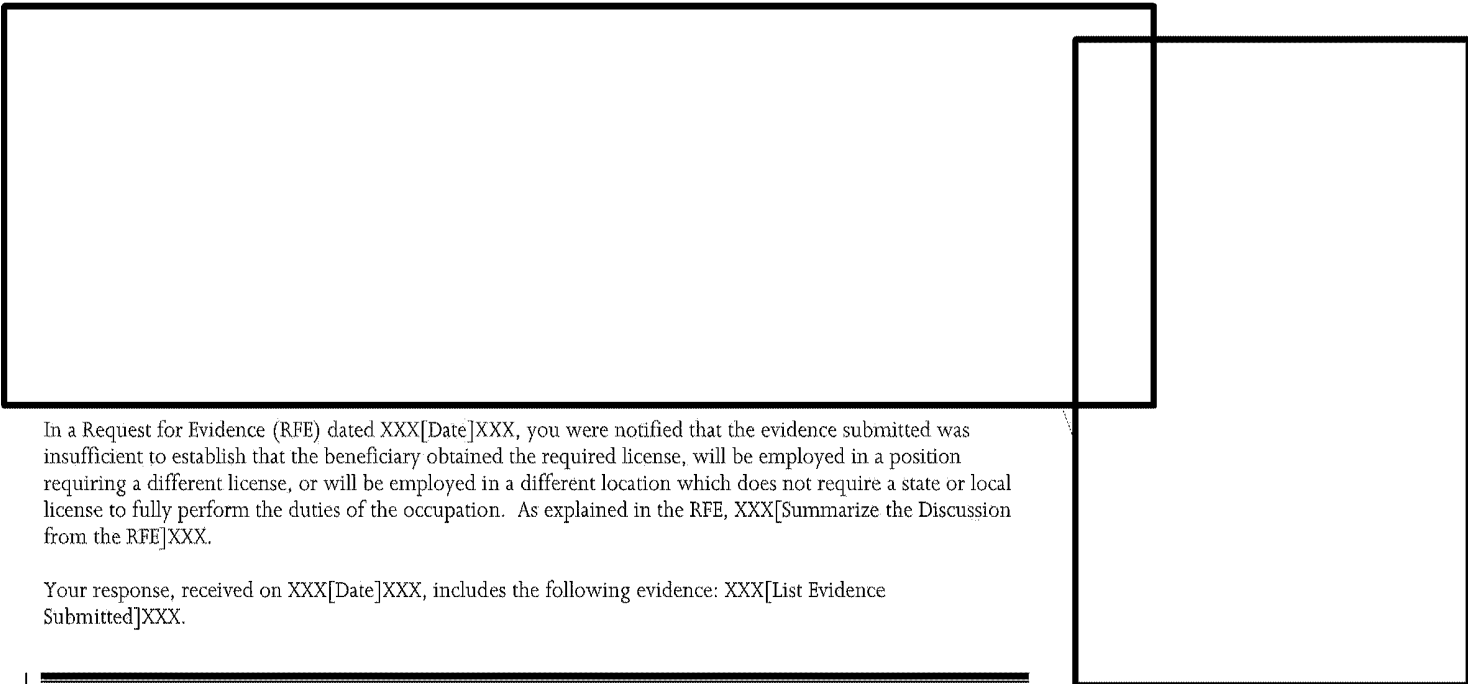 In a Request for Evidence (RFE) dated XXX[Date]XXX, you were notified that the evidence submitted was
insufficient to establish that the beneficiary obtained the required license, will be employed in a position
requiring a different license, or will be employed in a different location which does not require a state or local
license to fully perform the duties of the occupation.  As explained in the RFE, XXX[Summarize the Discussion
from the RFE]XXX.
Your response, received on XXX[Date]XXX, includes the following evidence: XXX[List Evidence
Submitted]XXX.